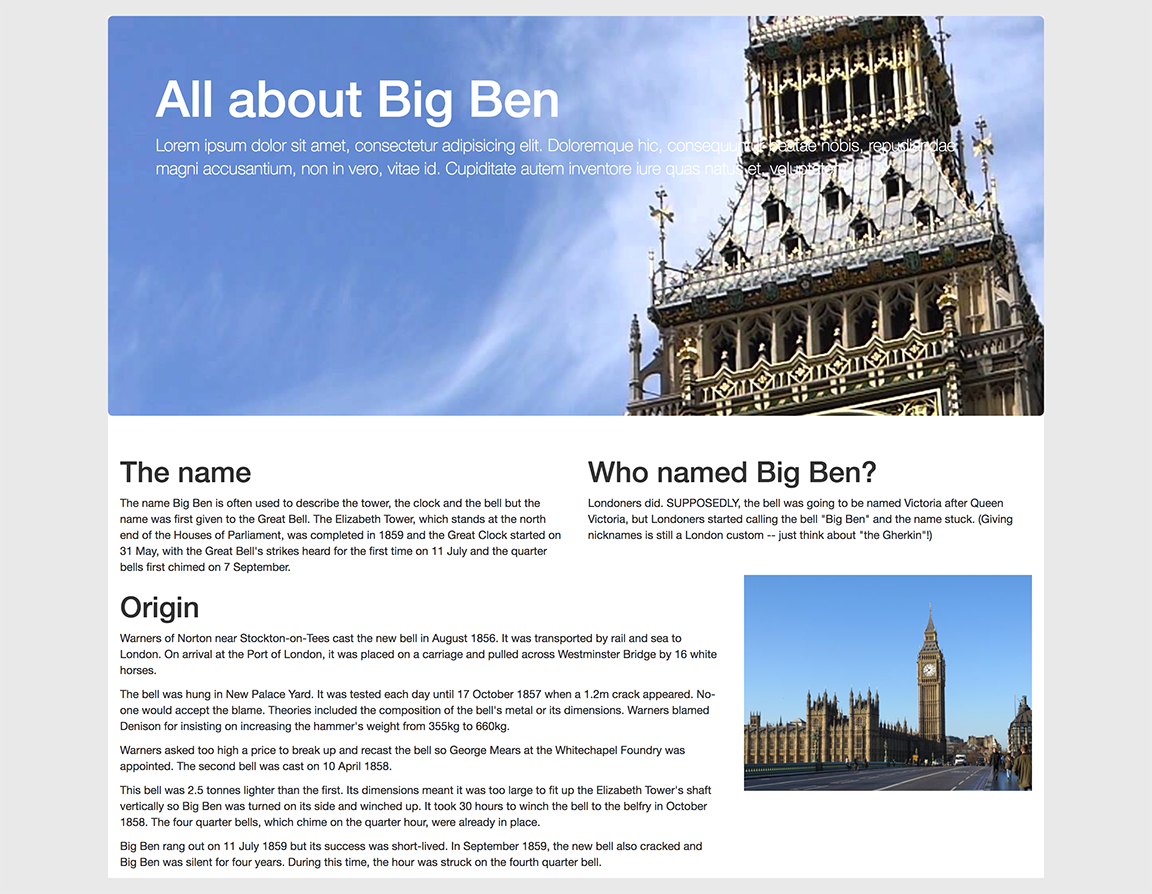 All about Big Ben
Lorem ipsum dolor sit amet, consectetur adipisicing elit. Doloremque hic, consequuntur beatae nobis, repudiandae
magni accusantium, non in vero, vitae id. Cupiditate autem inventore iure quas natus et, voluptatem
The name
The name Big Ben is often used to describe the tower, the clock and the bell but the
name was first given to the Great Bell. The Elizabeth Tower, which stands at the north
end of the Houses of Parliament, was completed in 1859 and the Great Clock started on
31 May, with the Great Bell's strikes heard for the first time on 11 July and the quarter
bells first chimed on 7 September.
Who named Big Ben?
Londoners did. SUPPOSEDLY, the bell was going to be named Victoria after Queen
Victoria, but Londoners started calling the bell "Big Ben" and the name stuck. (Giving
nicknames is still a London custom -- just think about "the Gherkin"!)
Origin
Warners of Norton near Stockton-on-Tees cast the new bell in August 1856. It was transported by rail and sea to
London. On arrival at the Port of London, it was placed on a carriage and pulled across Westminster Bridge by 16 white
horses.
The bell was hung in New Palace Yard. It was tested each day until 17 October 1857 when a 1.2m crack appeared. No-
one would accept the blame. Theories included the composition of the bell's metal or its dimensions. Warners blamed
Denison for insisting on increasing the hammer's weight from 355kg to 660kg.
Warners asked too high a price to break up and recast the bell so George Mears at the Whitechapel Foundry was
appointed. The second bell was cast on 10 April 1858.
This bell was 2.5 tonnes lighter than the first. Its dimensions meant it was too large to fit up the Elizabeth Tower's shaft
vertically so Big Ben was turned on its side and winched up. It took 30 hours to winch the bell to the belfry in October
1858. The four quarter bells, which chime on the quarter hour, were already in place.
Big Ben rang out on 11 July 1859 but its success was short-lived. In September 1859, the new bell also cracked and
Big Ben was silent for four years. During this time, the hour was struck on the fourth quarter bell.